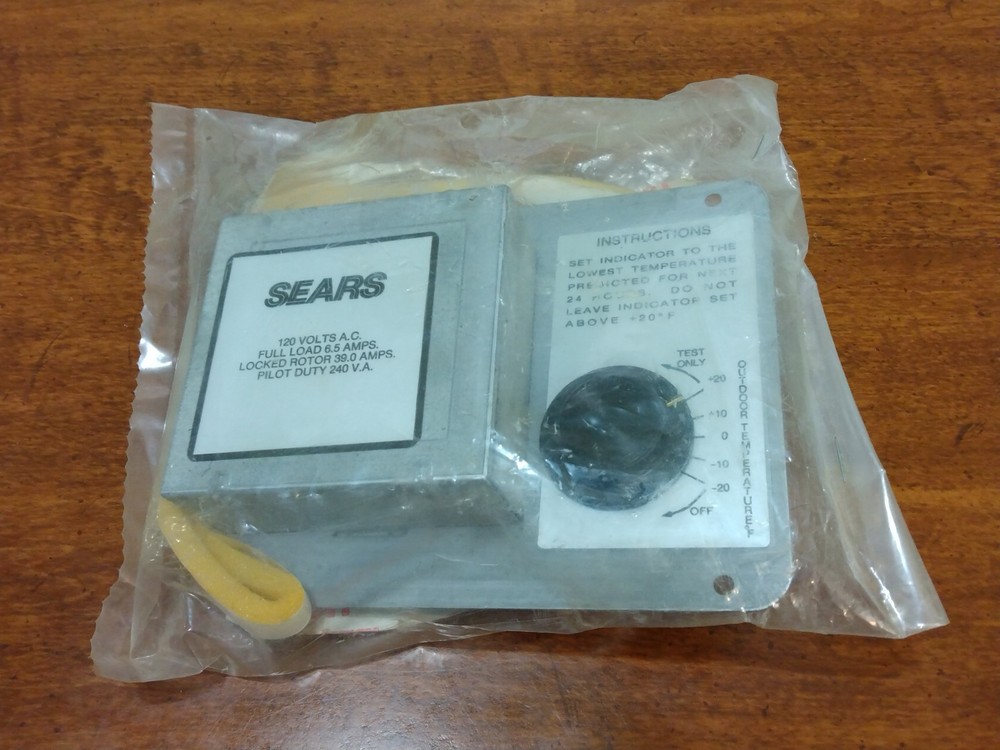 SEARS
120 VOLTS A.C.
FULL LOAD 6.5 AMPS.
LOCKED ROTOR 39.0 AMPS.
PILOT DUTY 240 V.A.
INSTRUCTIONS
SET INDICATOR TO THE
LOWEST TEMPERATURE
PREDICTED FOR NEXT
24 HOURS. DO NOT
LEAVE INDICATOR SET
ABOVE +20°F
TEST
ONLY
+20
+10
0
-10
-20
OFF
OUTDOOR TEMPERATURE °F